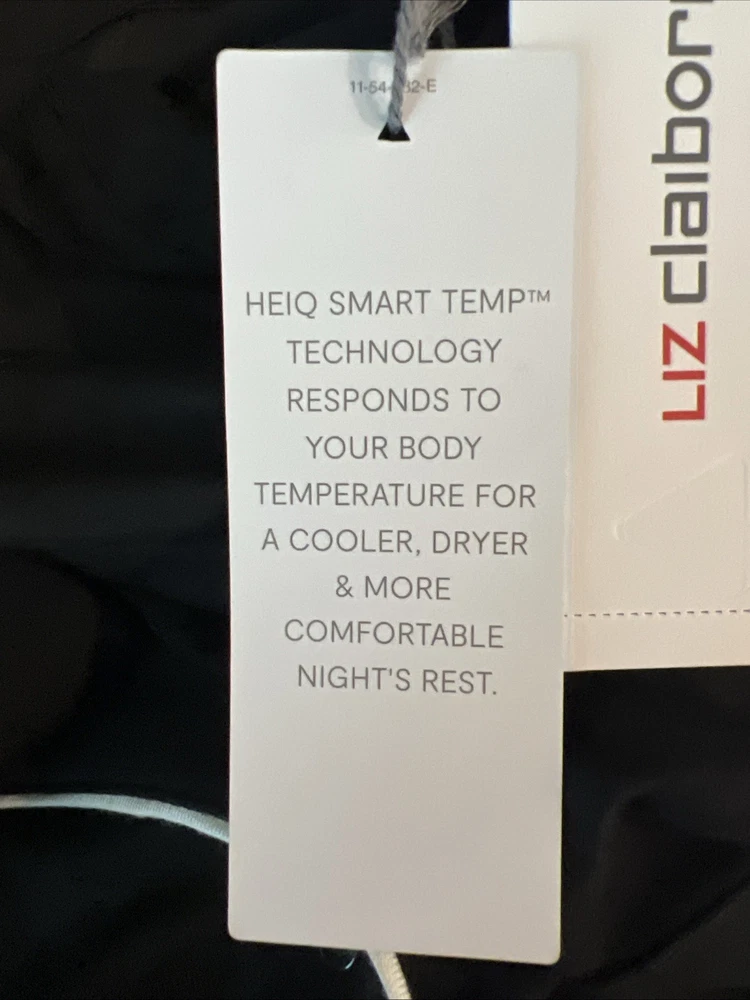 HEIQ SMART TEMP™
TECHNOLOGY
RESPONDS TO
YOUR BODY
TEMPERATURE FOR
A COOLER, DRYER
& MORE
COMFORTABLE
NIGHT'S REST.
LIZ claibor